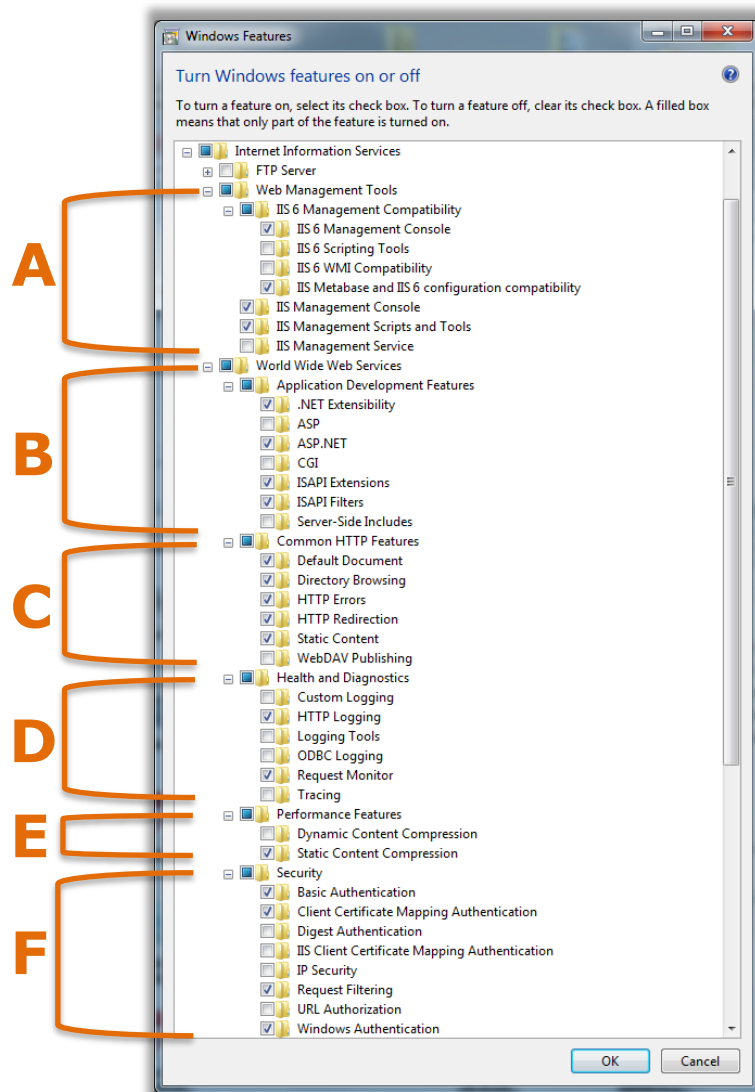 Windows Features
Turn Windows features on or off
To turn a feature on, select its check box. To turn a feature off, clear its check box. A filled box
means that only part of the feature is turned on.
Internet Information Services
FTP Server
A
Web Management Tools
IIS 6 Management Compatibility
IIS 6 Management Console
IIS 6 Scripting Tools
IIS 6 WMI Compatibility
IIS Metabase and IIS 6 configuration compatibility
IIS Management Console
IIS Management Scripts and Tools
IIS Management Service
B
World Wide Web Services
Application Development Features
.NET Extensibility
ASP
ASP.NET
CGI
ISAPI Extensions
ISAPI Filters
Server-Side Includes
C
Common HTTP Features
Default Document
Directory Browsing
HTTP Errors
HTTP Redirection
Static Content
WebDAV Publishing
D
Health and Diagnostics
Custom Logging
HTTP Logging
Logging Tools
ODBC Logging
Request Monitor
Tracing
E
Performance Features
Dynamic Content Compression
Static Content Compression
F
Security
Basic Authentication
Client Certificate Mapping Authentication
Digest Authentication
IIS Client Certificate Mapping Authentication
IP Security
Request Filtering
URL Authorization
Windows Authentication
OK
Cancel